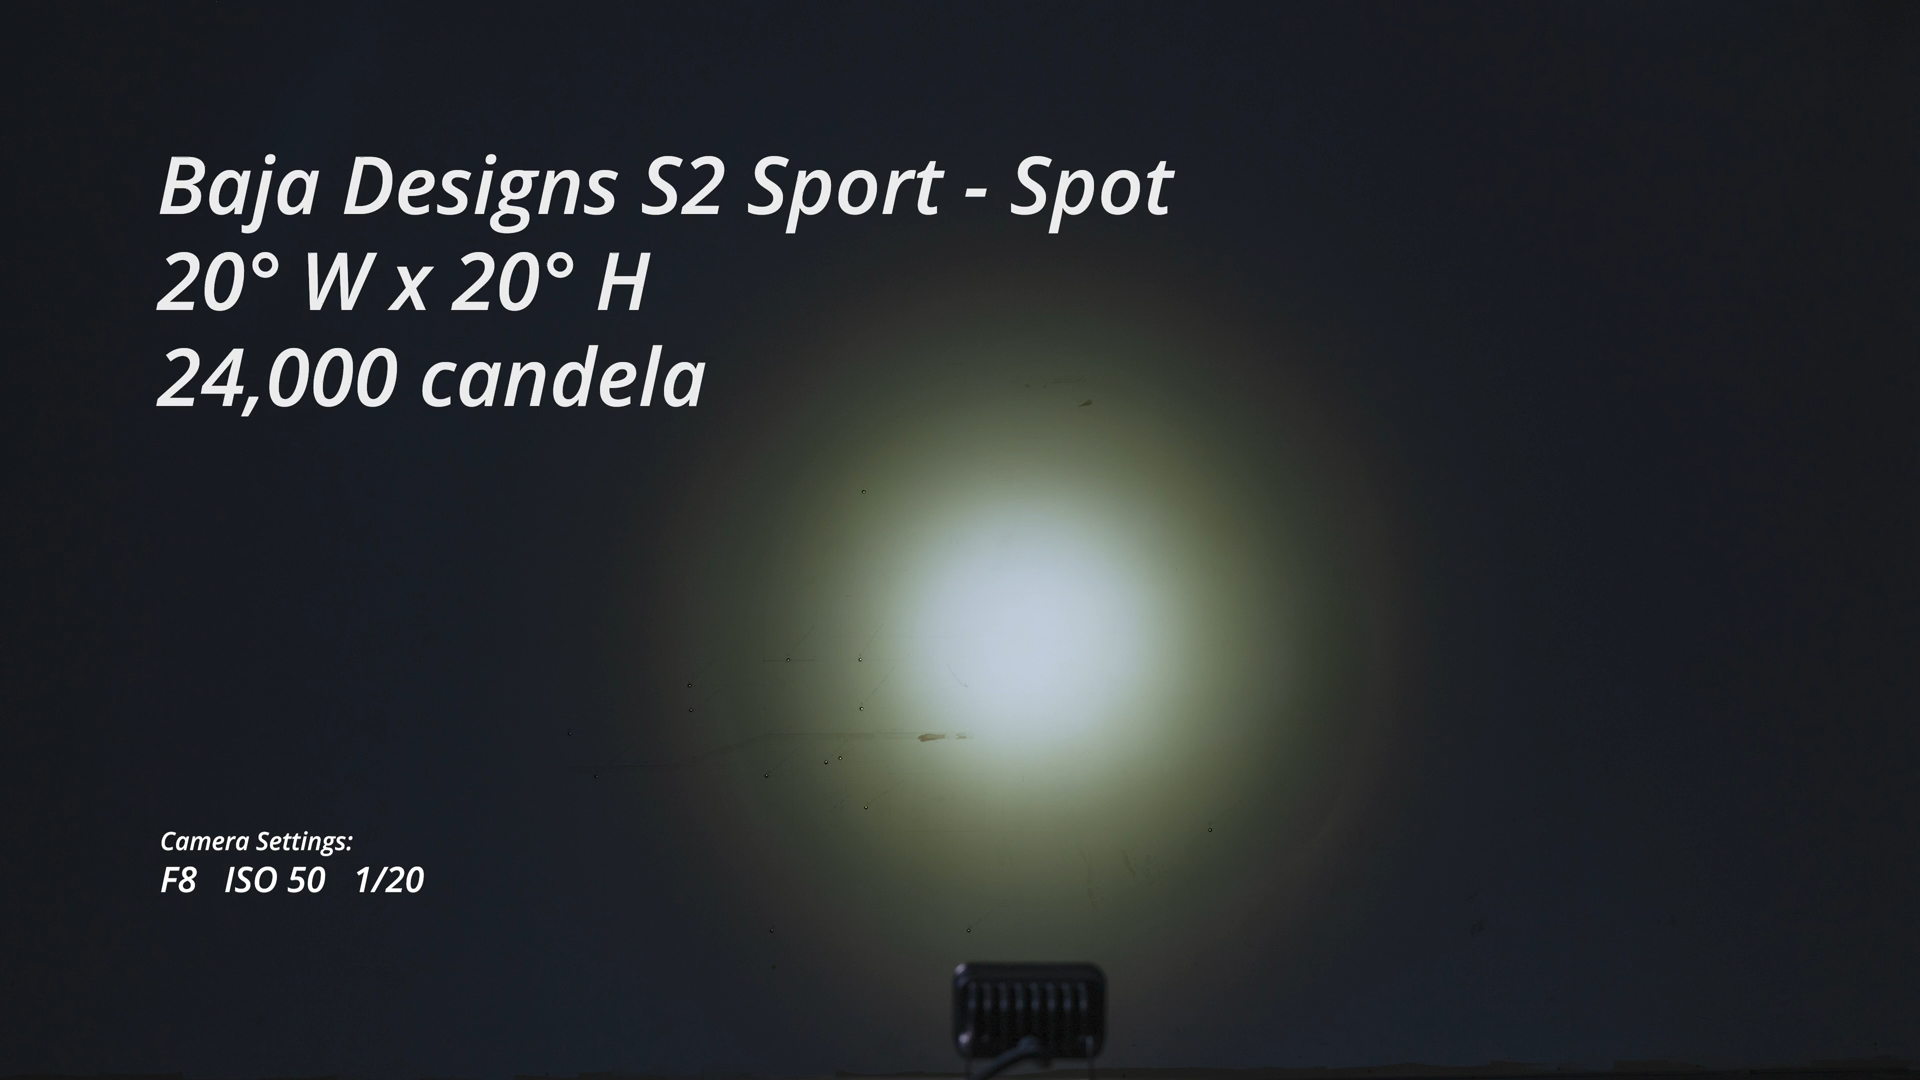 Baja Designs S2 Sport - Spot
20° W x 20° H
24,000 candela
Camera Settings:
F8 ISO 50 1/20